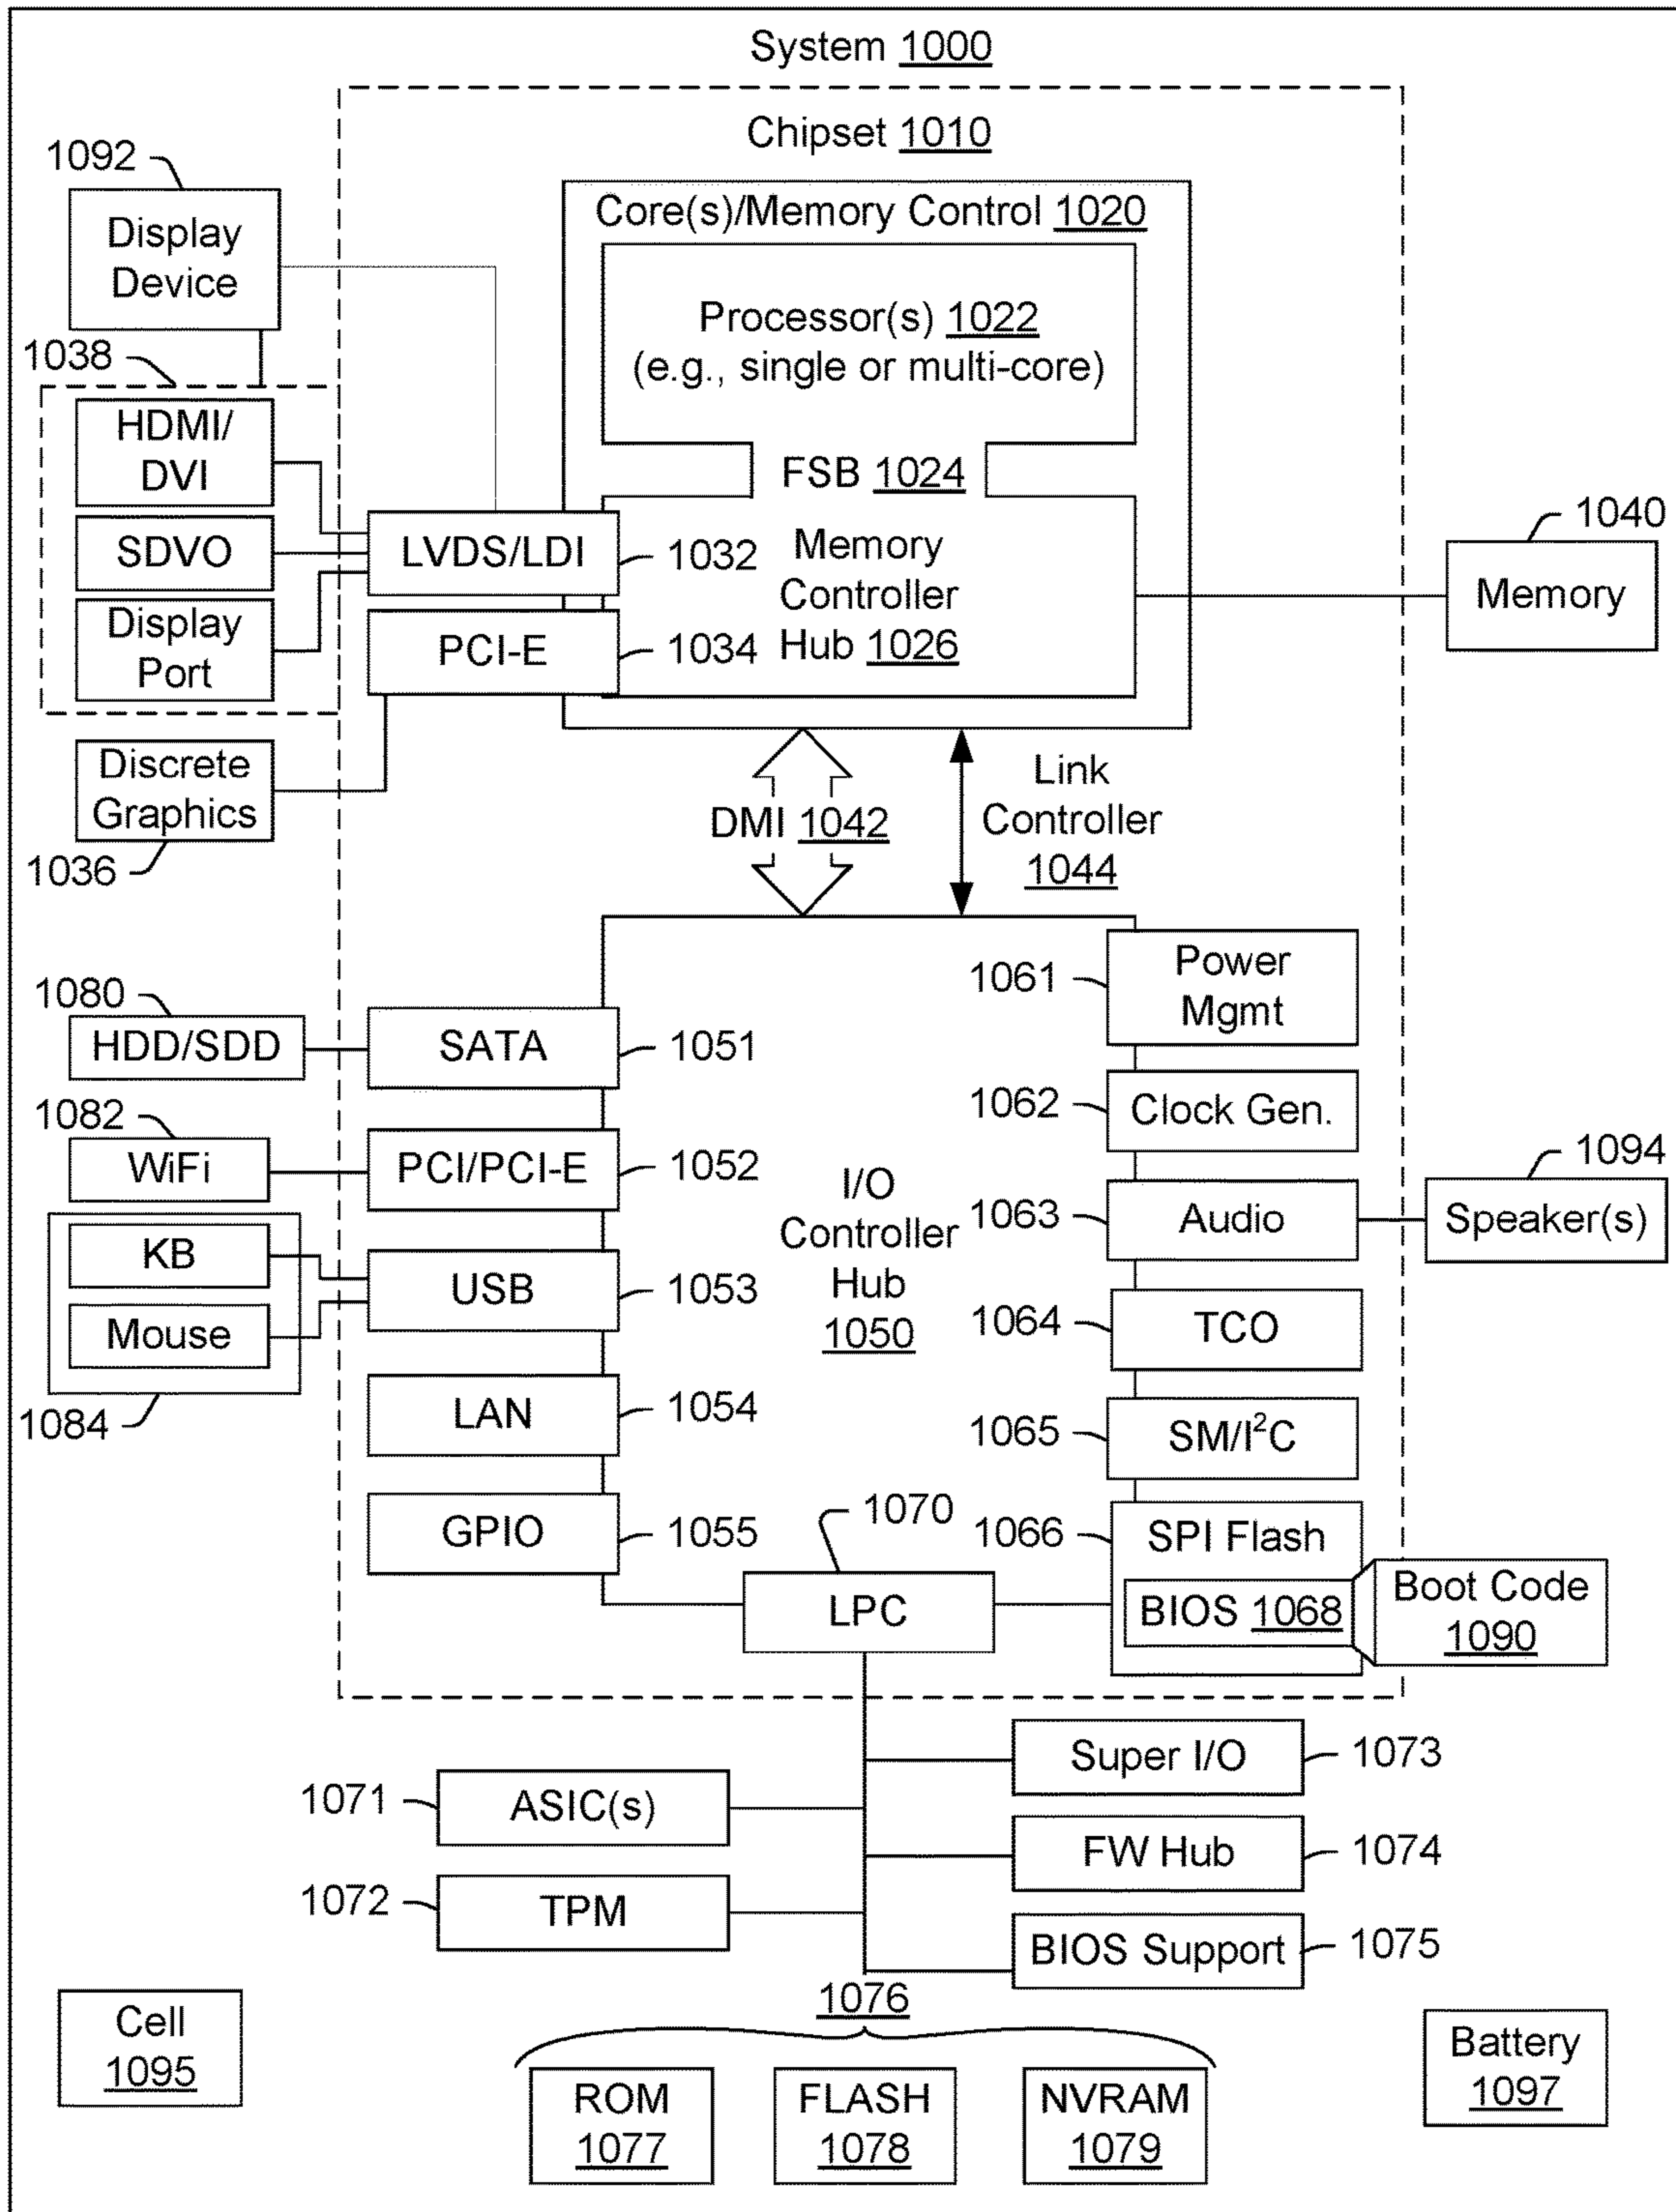 System 1000
Chipset 1010
1092
Display
Device
Core(s)/Memory Control 1020
Processor(s) 1022
(e.g., single or multi-core)
FSB 1024
Memory
Controller
Hub 1026
1038
HDMI/
DVI
SDVO
Display
Port
LVDS/LDI
1032
PCI-E
1034
1040
Memory
Discrete
Graphics
1036
DMI 1042
Link
Controller
1044
1080
HDD/SDD
SATA
1051
1082
WiFi
PCI/PCI-E
1052
KB
Mouse
1084
USB
1053
LAN
1054
GPIO
1055
I/O
Controller
Hub
1050
1061
Power
Mgmt
1062
Clock Gen.
1063
Audio
1094
Speaker(s)
1064
TCO
1065
SM/I²C
1066
SPI Flash
BIOS 1068
Boot Code
1090
1070
LPC
1071
ASIC(s)
1072
TPM
Super I/O
1073
FW Hub
1074
BIOS Support
1075
Cell
1095
1076
ROM
1077
FLASH
1078
NVRAM
1079
Battery
1097